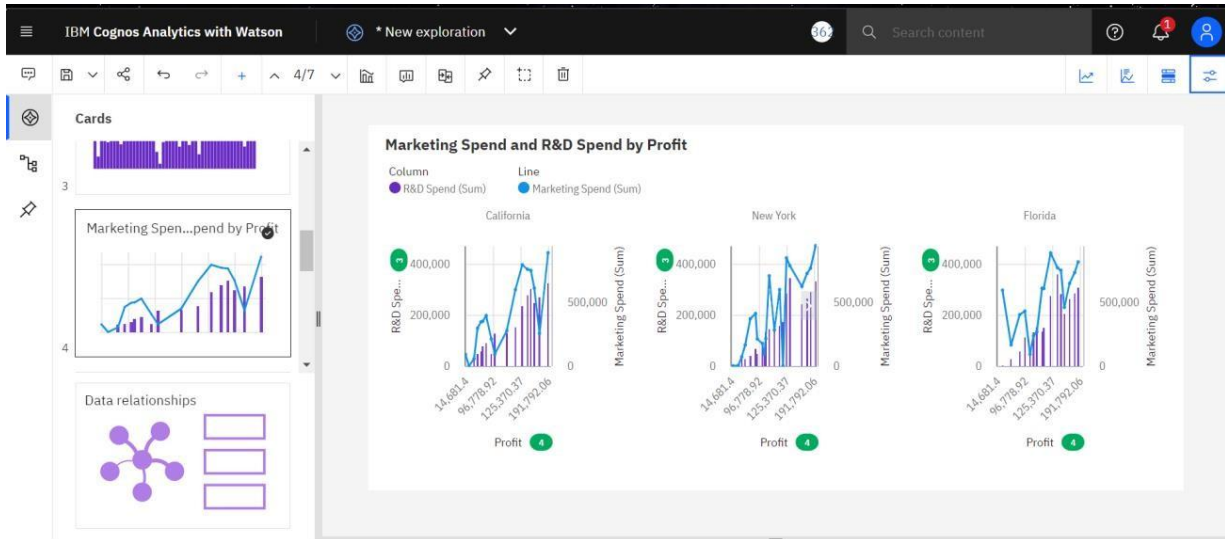 IBM Cognos Analytics with Watson
* New exploration
362
Search content
1
4/7
Cards
3
Marketing Spen...pend by Profit
4
Data relationships
Marketing Spend and R&D Spend by Profit
Column
Line
R&D Spend (Sum)
Marketing Spend (Sum)
California
3
R&D Spe...
400,000
200,000
0
500,000
0
Marketing Spend (Sum)
14,681.4
96,778.92
125,370.37
191,792.06
Profit 4
New York
3
R&D Spe...
400,000
200,000
0
500,000
0
Marketing Spend (Sum)
14,681.4
96,778.92
125,370.37
191,792.06
Profit 4
Florida
3
R&D Spe...
400,000
200,000
0
500,000
0
Marketing Spend (Sum)
14,681.4
96,778.92
125,370.37
191,792.06
Profit 4